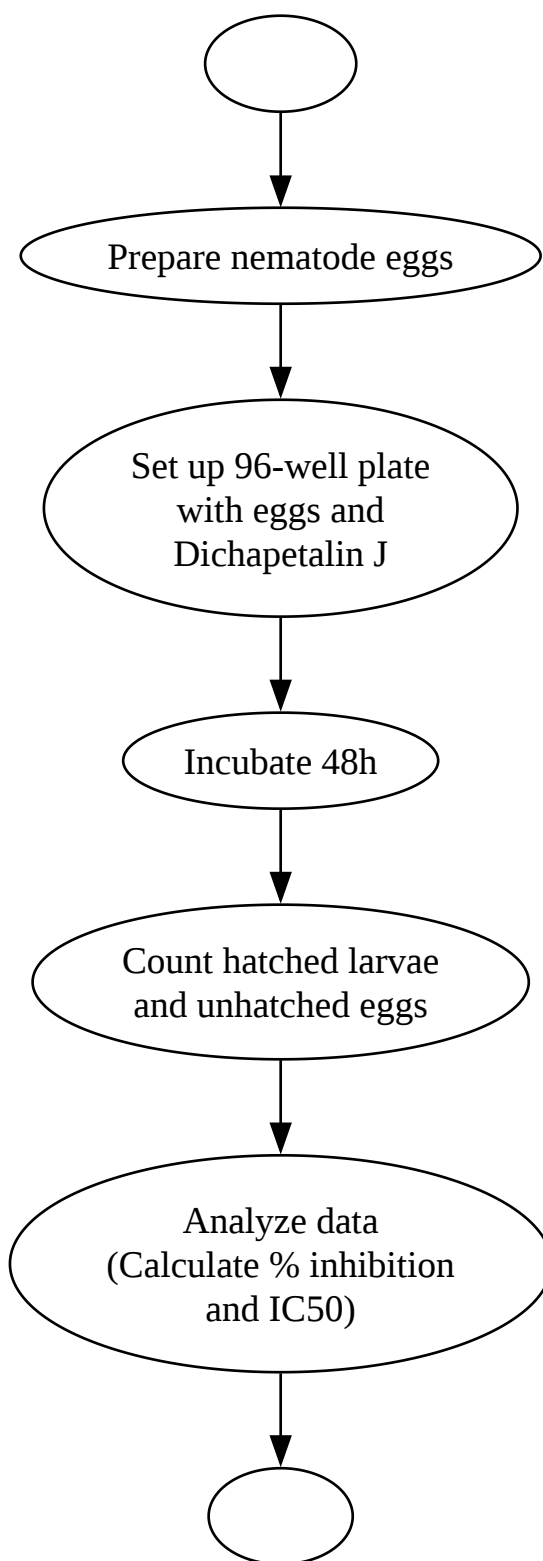 Prepare nematode eggs
Set up 96-well plate
with eggs and
Dichapetalin J
Incubate 48h
Count hatched larvae
and unhatched eggs
Analyze data
(Calculate % inhibition
and IC50)